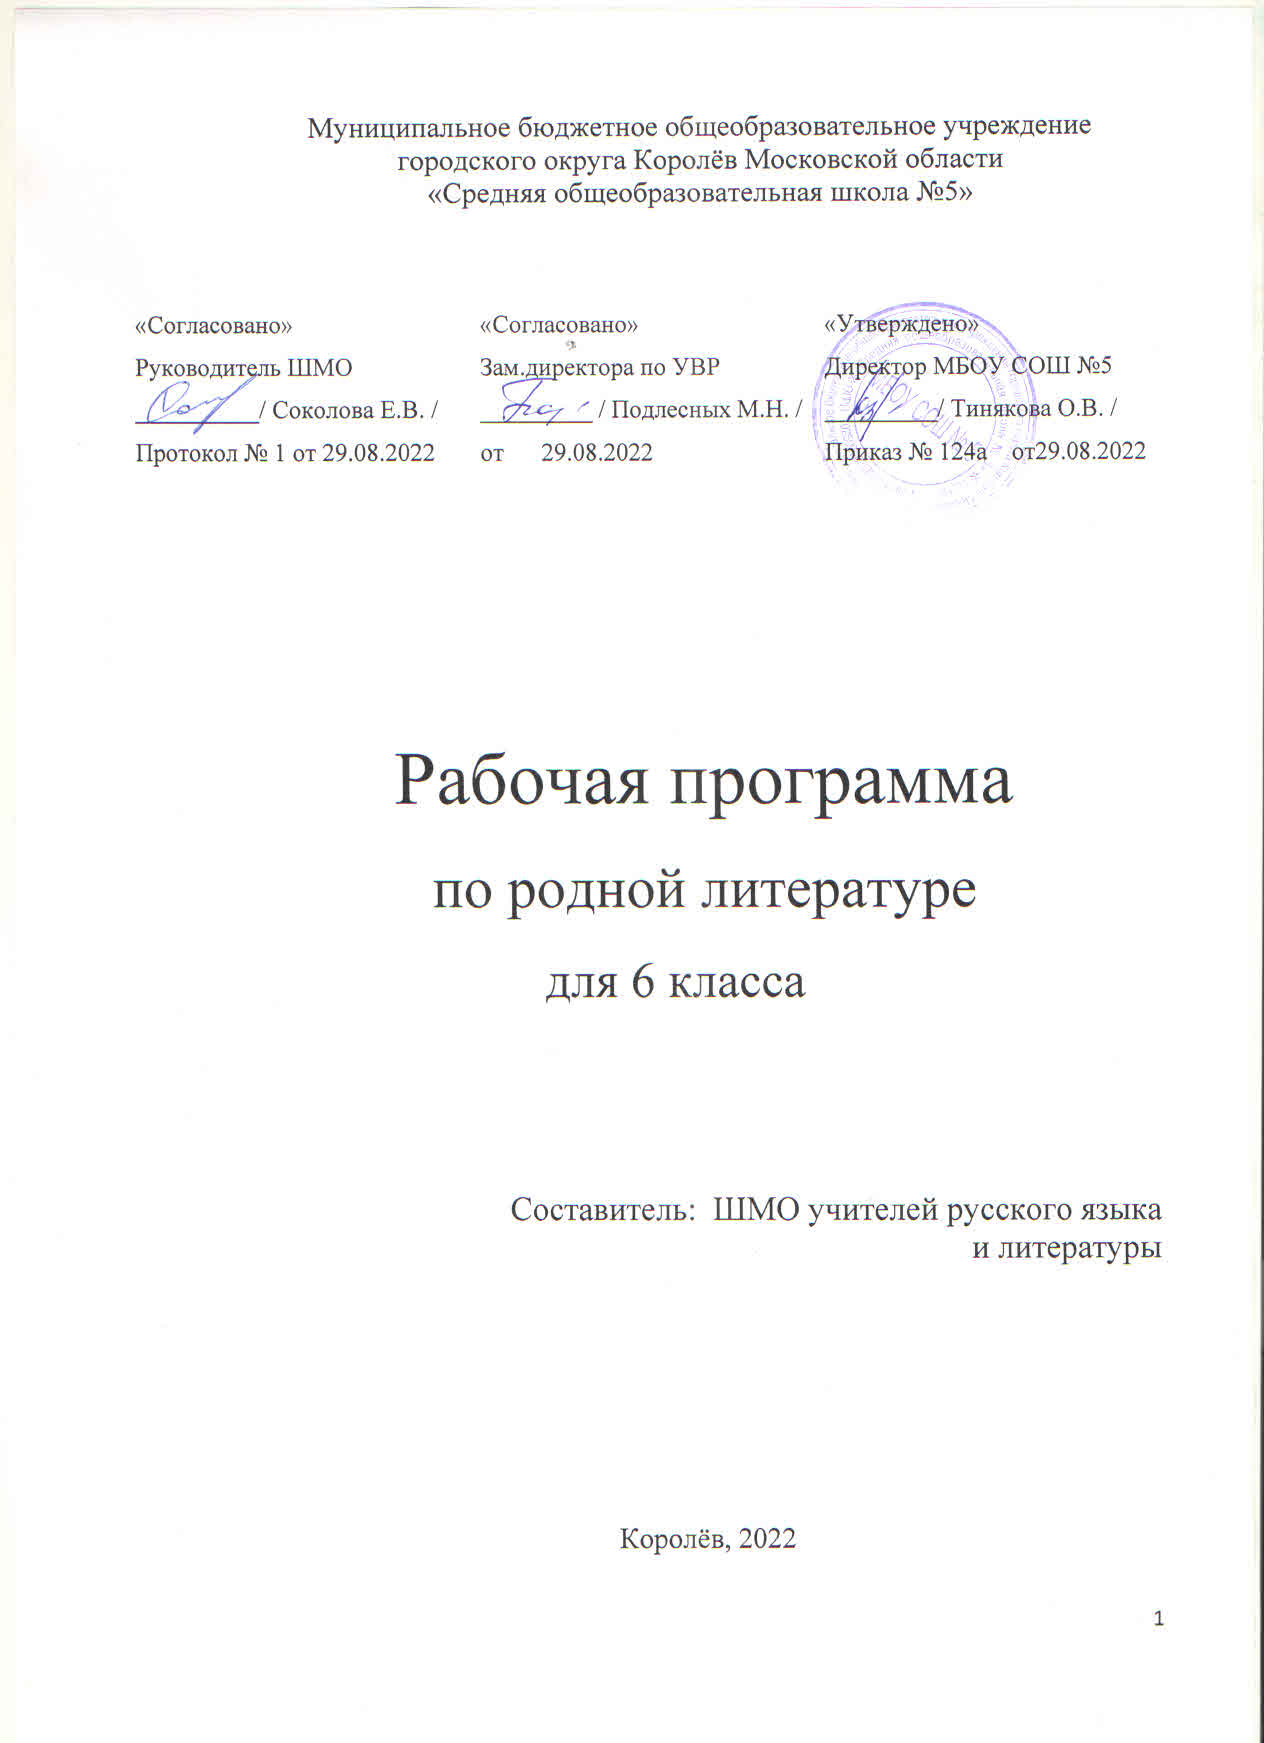 Муниципальное бюджетное общеобразовательное учреждение
городского округа Королёв Московской области
«Средняя общеобразовательная школа №5»
«Согласовано»
Руководитель ШМО
/ Соколова Е.В. /
Протокол № 1 от 29.08.2022
«Согласовано»
Зам.директора по УВР
/ Подлесных М.Н. /
от 29.08.2022
«Утверждено»
Директор МБОУ СОШ №5
/ Тинякова О.В. /
Приказ № 124а от29.08.2022
МБОУ СОШ №
Рабочая программа
по родной литературе
для 6 класса
Составитель: ШМО учителей русского языка
и литературы
Королёв, 2022
1